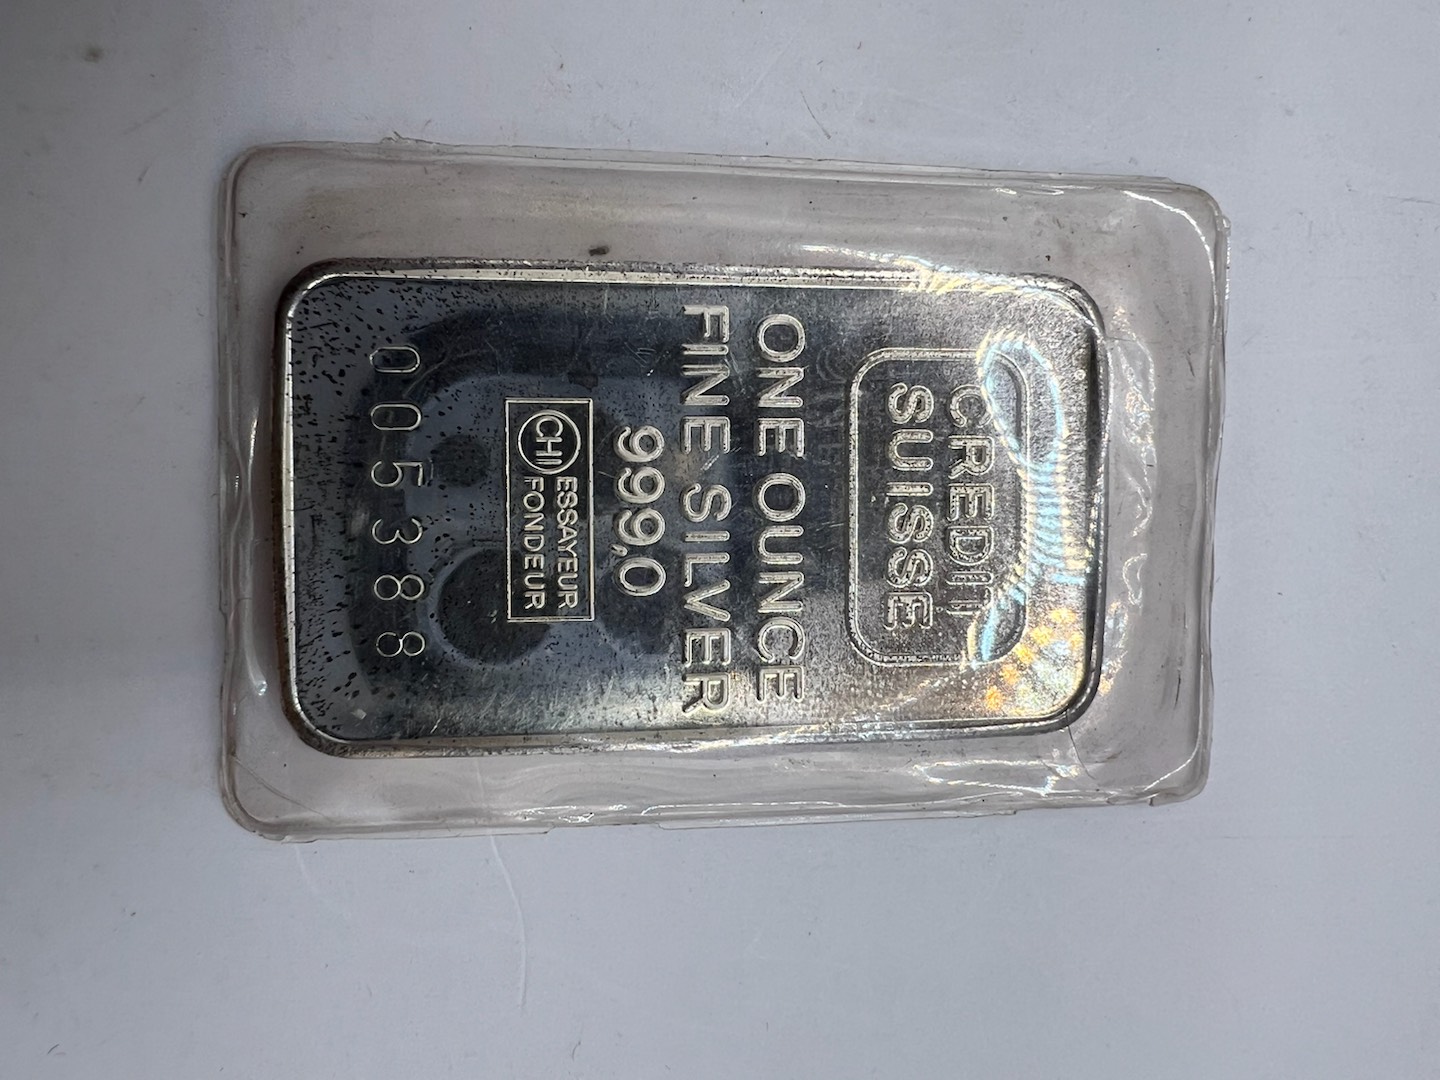 CREDIT
SUISSE
ONE OUNCE
FINE SILVER
999,0
CHI ESSAYEUR
FONDEUR
005388